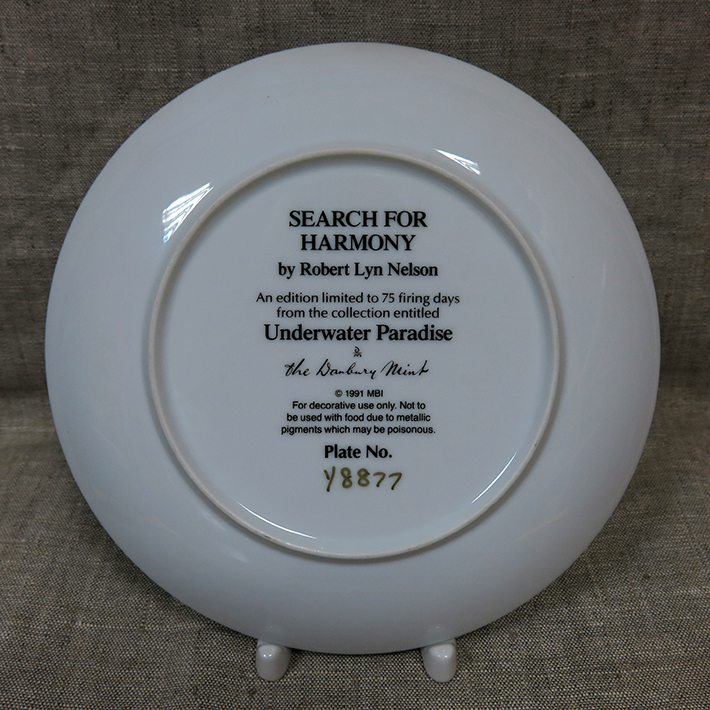 SEARCH FOR
HARMONY
by Robert Lyn Nelson
An edition limited to 75 firing days
from the collection entitled
Underwater Paradise
the Danbury Mint
© 1991 MBI
For decorative use only. Not to
be used with food due to metallic
pigments which may be poisonous.
Plate No.
Y8877